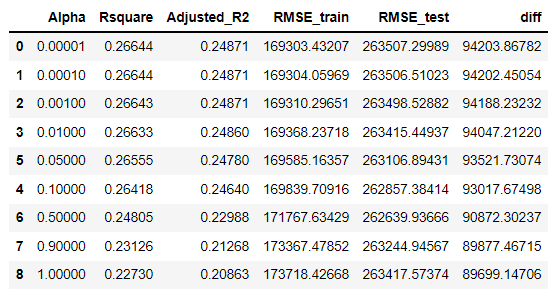 Alpha Rsquare Adjusted_R2 RMSE_train RMSE_test diff
0 0.00001 0.26644 0.24871 169303.43207 263507.29989 94203.86782
1 0.00010 0.26644 0.24871 169304.05969 263506.51023 94202.45054
2 0.00100 0.26643 0.24871 169310.29651 263498.52882 94188.23232
3 0.01000 0.26633 0.24860 169368.23718 263415.44937 94047.21220
5 0.05000 0.26555 0.24780 169585.16357 263106.89431 93521.73074
4 0.10000 0.26418 0.24640 169839.70916 262857.38414 93017.67498
6 0.50000 0.24805 0.22988 171767.63429 262639.93666 90872.30237
7 0.90000 0.23126 0.21268 173367.47852 263244.94567 89877.46715
8 1.00000 0.22730 0.20863 173718.42668 263417.57374 89699.14706